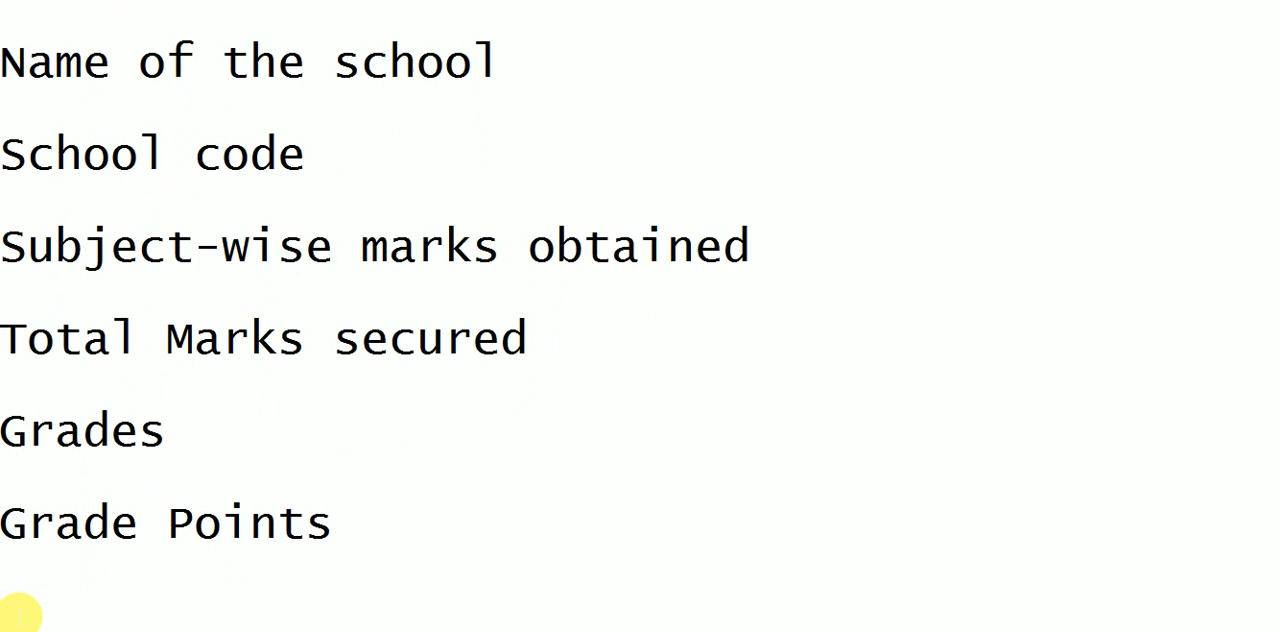 Name of the school
School code
Subject-wise marks obtained
Total Marks secured
Grades
Grade Points